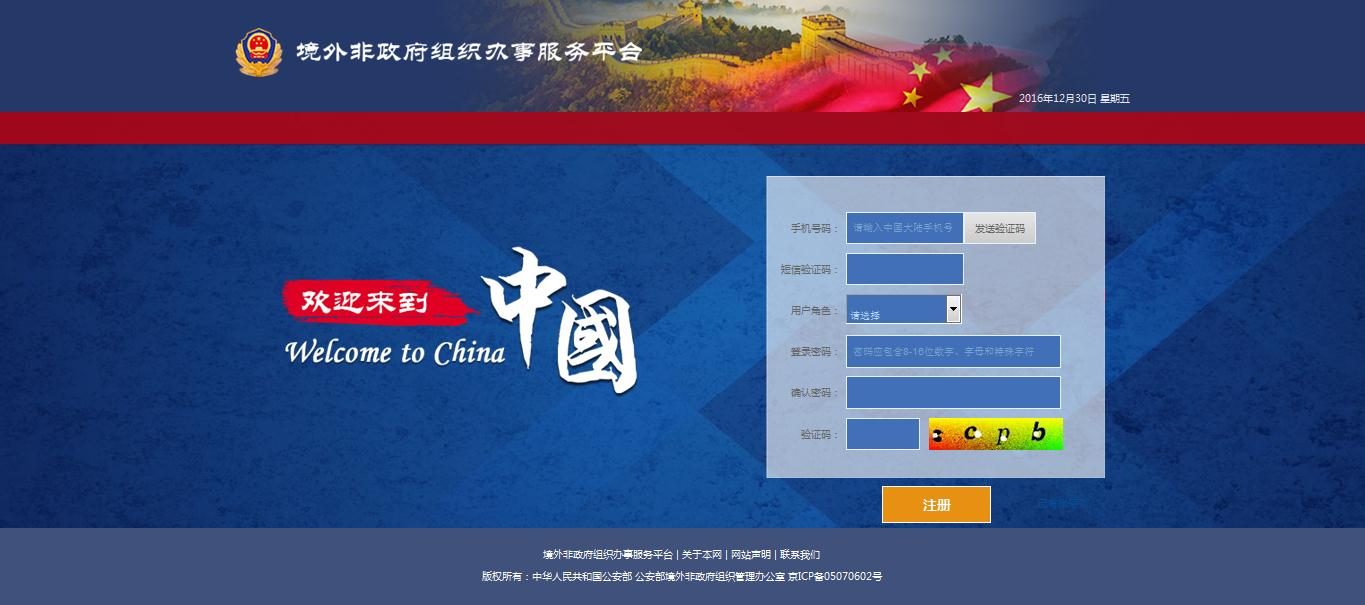 境外非政府组织办事服务平台
2016年12月30日 星期五
欢迎来到
中國
Welcome to China
手机号码：
请输入中国大陆手机号
发送验证码
短信验证码：
用户角色：
请选择
登录密码：
密码应包含8-16位数字、字母和特殊字符
确认密码：
验证码：
c p b
注册
境外非政府组织办事服务平台 | 关于本网 | 网站声明 | 联系我们
版权所有：中华人民共和国公安部 公安部境外非政府组织管理办公室 京ICP备05070602号